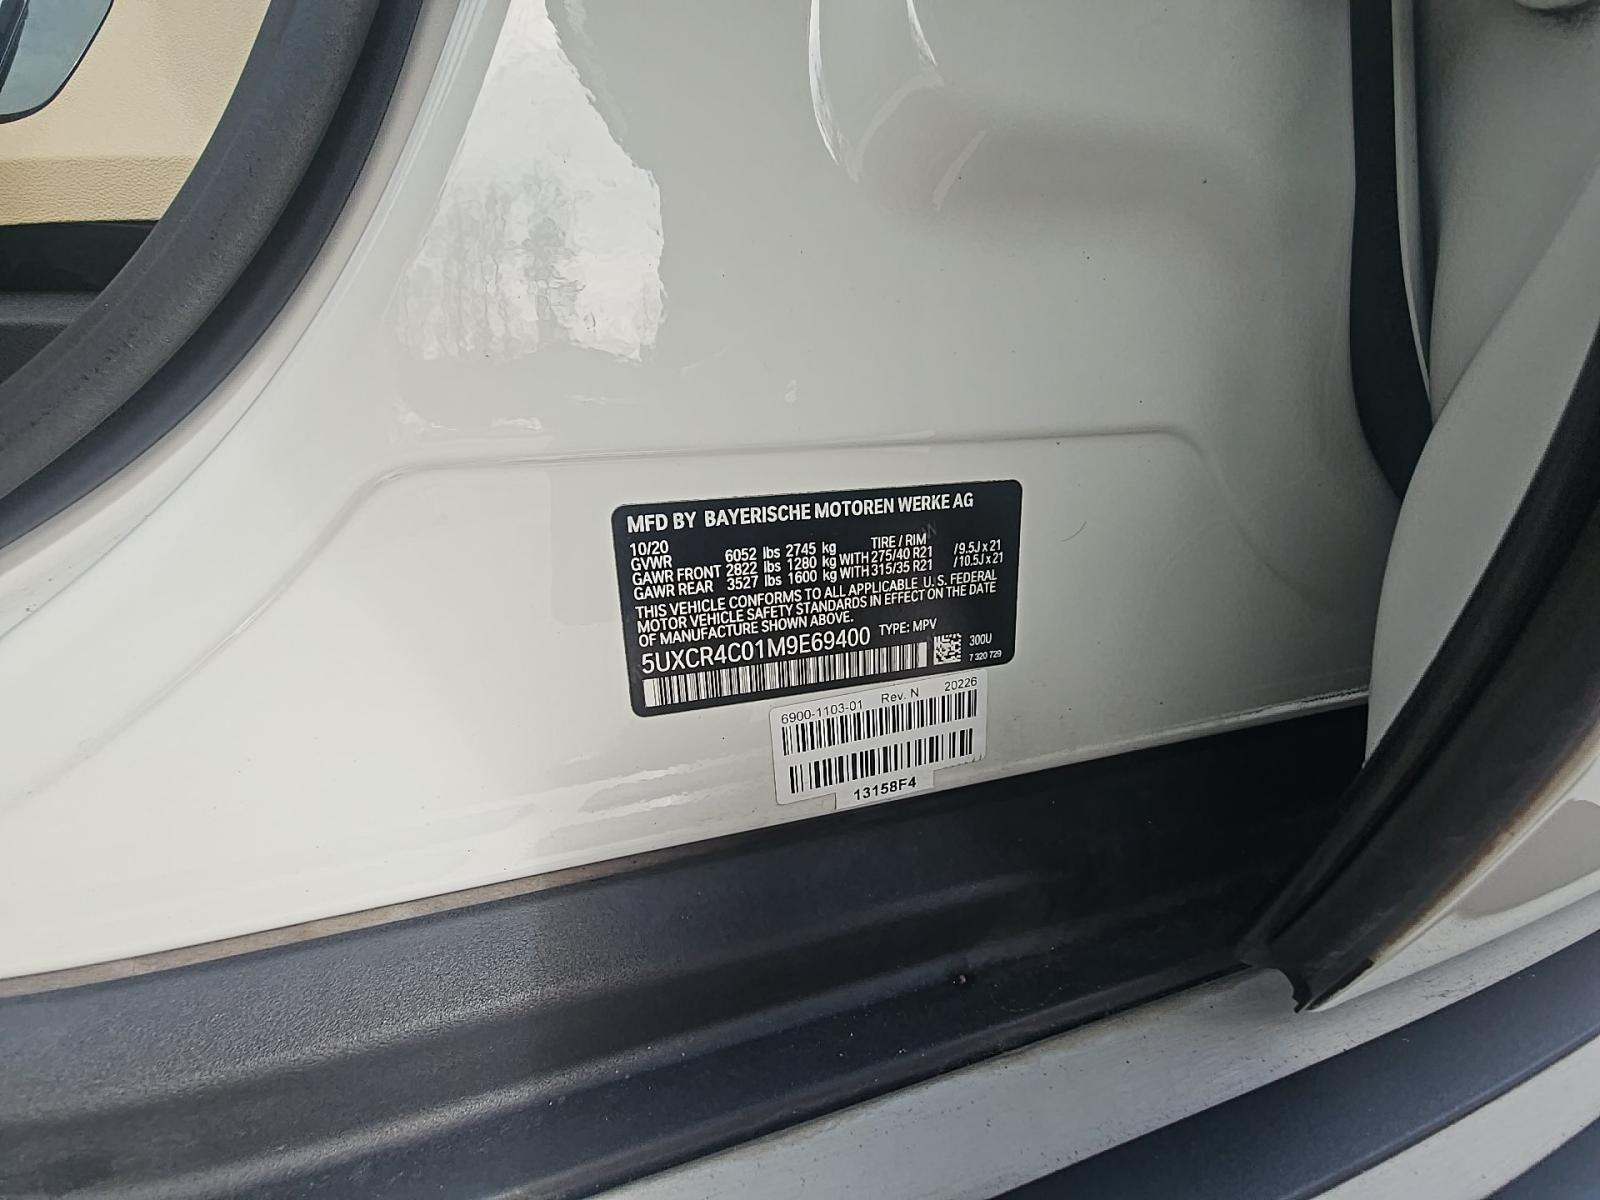 MFD BY BAYERISCHE MOTOREN WERKE AG
10/20 TIRE / RIM
GVWR 6052 lbs 2745 kg
GAWR FRONT 2822 lbs 1280 kg WITH 275/40 R21 /9.5J x 21
GAWR REAR 3527 lbs 1600 kg WITH 315/35 R21 /10.5J x 21
THIS VEHICLE CONFORMS TO ALL APPLICABLE U.S. FEDERAL
MOTOR VEHICLE SAFETY STANDARDS IN EFFECT ON THE DATE
OF MANUFACTURE SHOWN ABOVE.
5UXCR4C01M9E69400 TYPE: MPV
300U
7 320 729
6900-1103-01 Rev. N 20226
13158F4